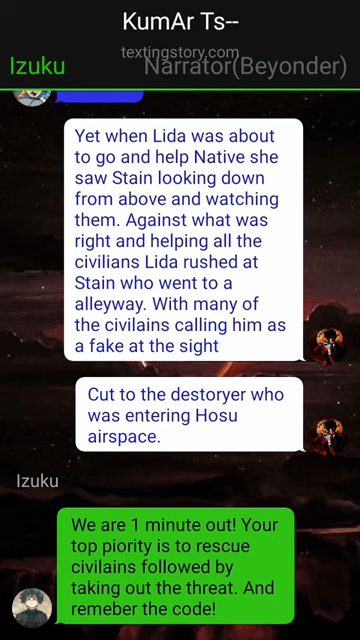 KumAr Ts--
textingstory.com
Izuku
Narrator(Beyonder)
Yet when Lida was about
to go and help Native she
saw Stain looking down
from above and watching
them. Against what was
right and helping all the
civilians Lida rushed at
Stain who went to a
alleyway. With many of
the civilains calling him as
a fake at the sight
Cut to the destoryer who
was entering Hosu
airspace.
Izuku
We are 1 minute out! Your
top piority is to rescue
civilains followed by
taking out the threat. And
remeber the code!